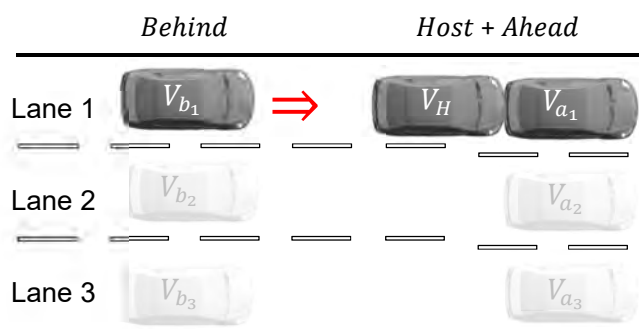 Behind Host + Ahead
Lane 1 V_{b_1} ⇒ V_H V_{a_1}
Lane 2 V_{b_2} V_{a_2}
Lane 3 V_{b_3} V_{a_3}